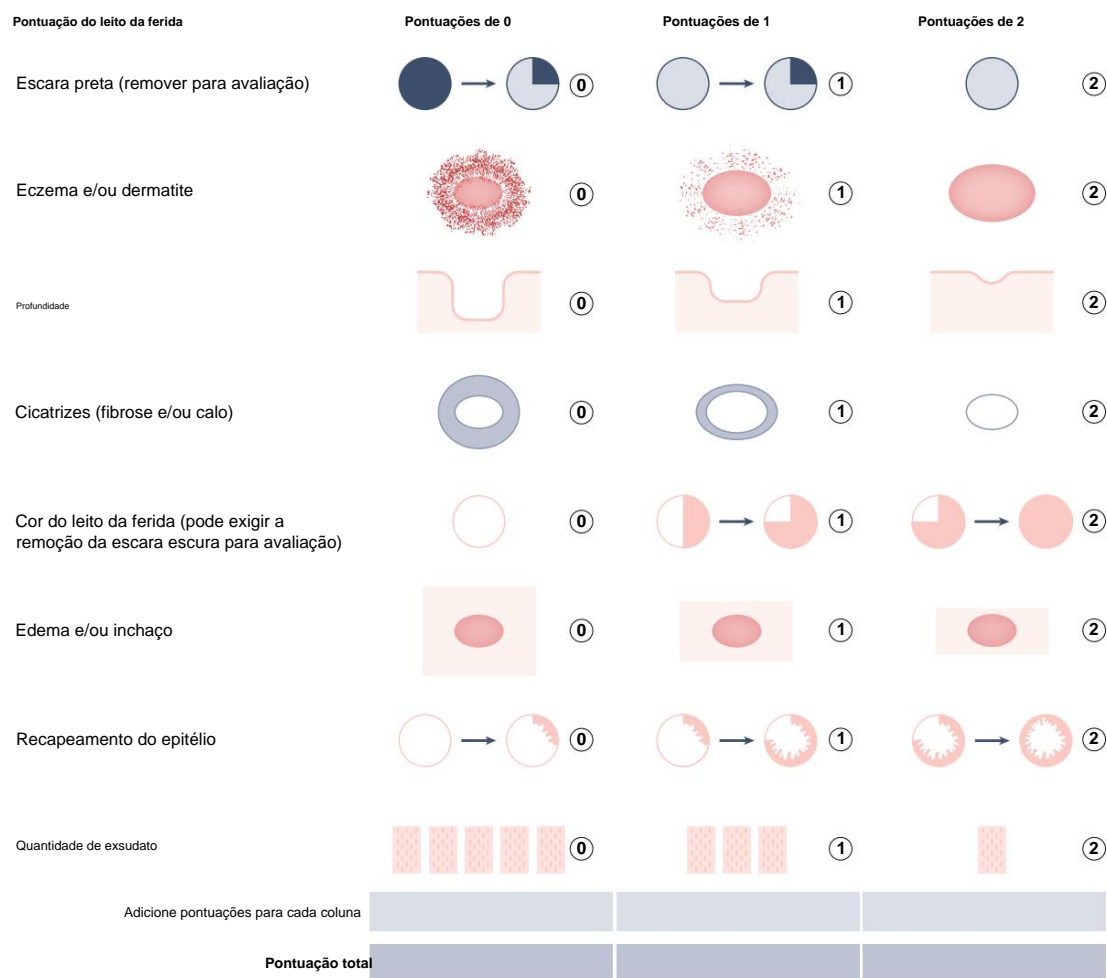 Pontuação do leito da ferida Pontuações de 0 Pontuações de 1 Pontuações de 2
Escara preta (remover para avaliação) 0 1 2
Eczema e/ou dermatite 0 1 2
Profundidade 0 1 2
Cicatrizes (fibrose e/ou calo) 0 1 2
Cor do leito da ferida (pode exigir a
remoção da escara escura para avaliação) 0 1 2
Edema e/ou inchaço 0 1 2
Recapeamento do epitélio 0 1 2
Quantidade de exsudato 0 1 2
Adicione pontuações para cada coluna
Pontuação total